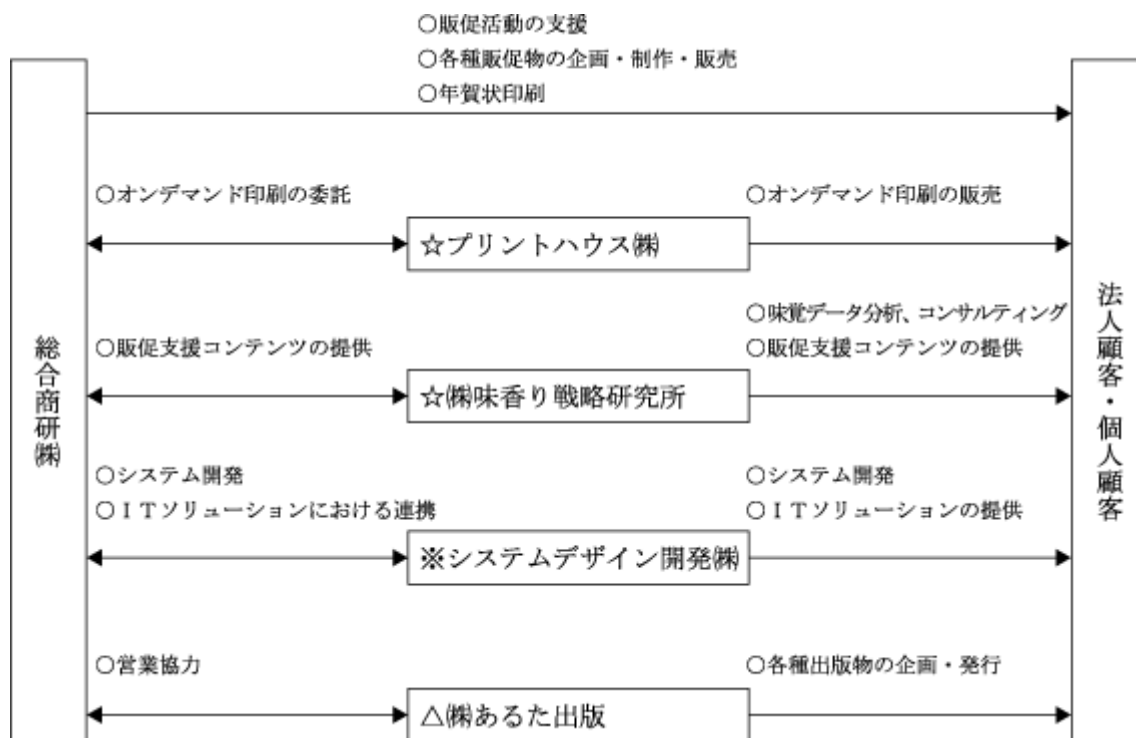 ○販促活動の支援
○各種販促物の企画・制作・販売
○年賀状印刷
総合商研㈱
法人顧客・個人顧客
○オンデマンド印刷の委託
○オンデマンド印刷の販売
☆プリントハウス㈱
○味覚データ分析、コンサルティング
○販促支援コンテンツの提供
○販促支援コンテンツの提供
☆㈱味香り戦略研究所
○システム開発
○システム開発
○ITソリューションにおける連携
○ITソリューションの提供
※システムデザイン開発㈱
○営業協力
○各種出版物の企画・発行
△㈱あるた出版